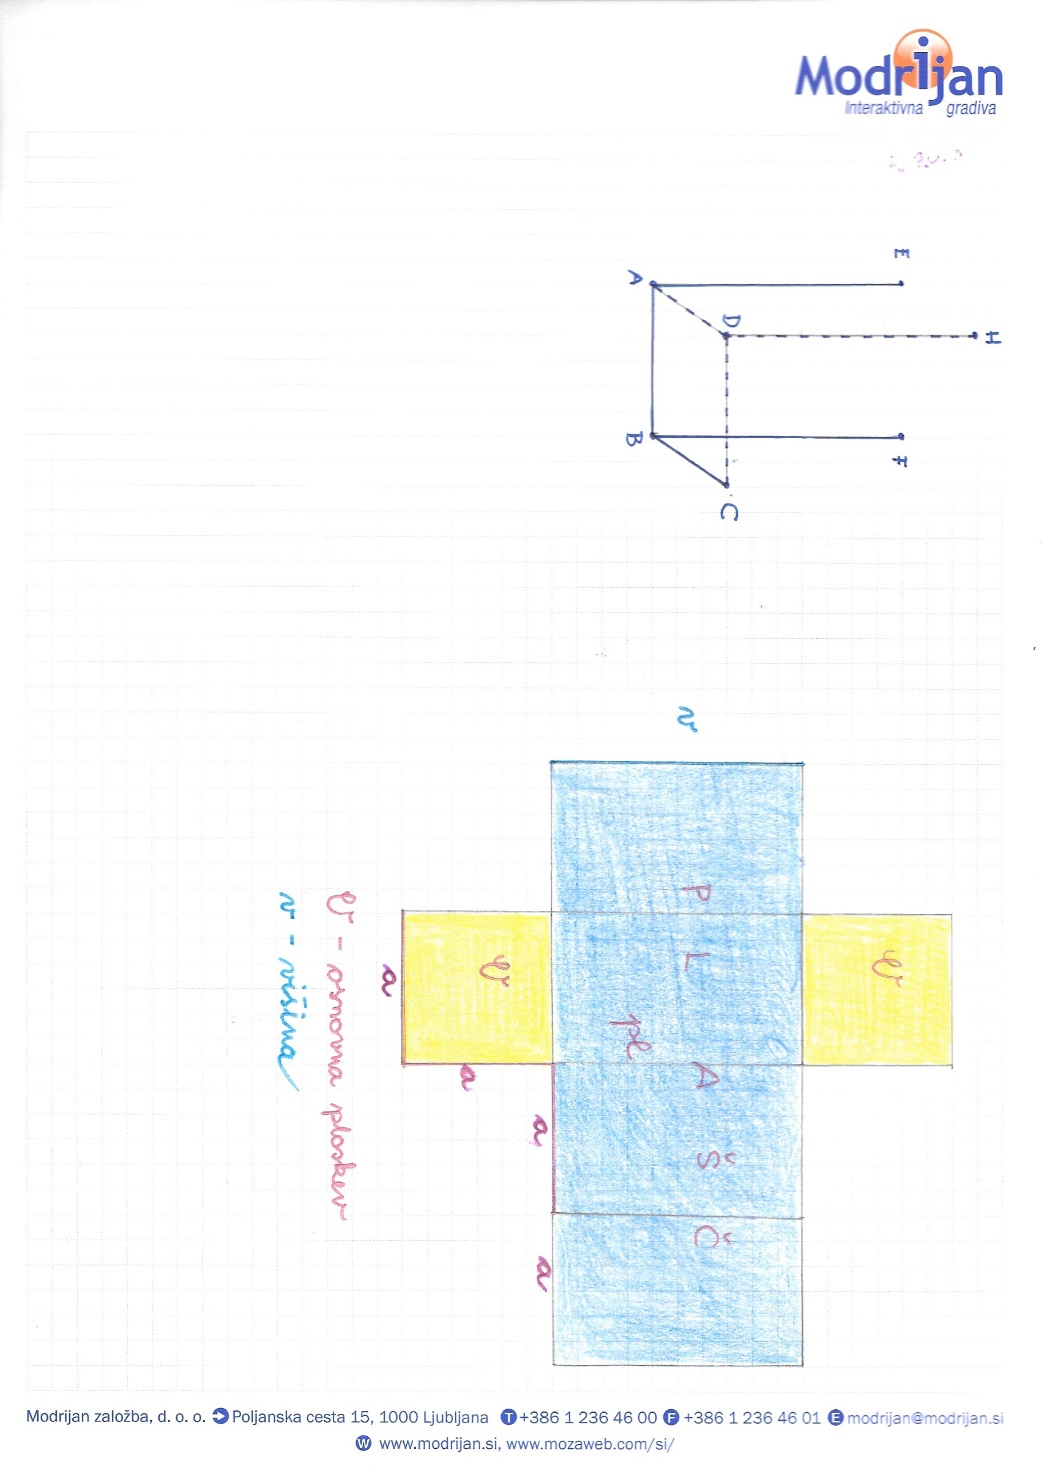 Modrijan
Interaktivna gradiva
E
A
D
H
B
F
C
v
P L A Š Č
pl
O
O
a
a
a
a
O - osnovna ploskev
v - višina
Modrijan založba, d. o. o. Poljanska cesta 15, 1000 Ljubljana T +386 1 236 46 00 F +386 1 236 46 01 E modrijan@modrijan.si
W www.modrijan.si, www.mozaweb.com/si/